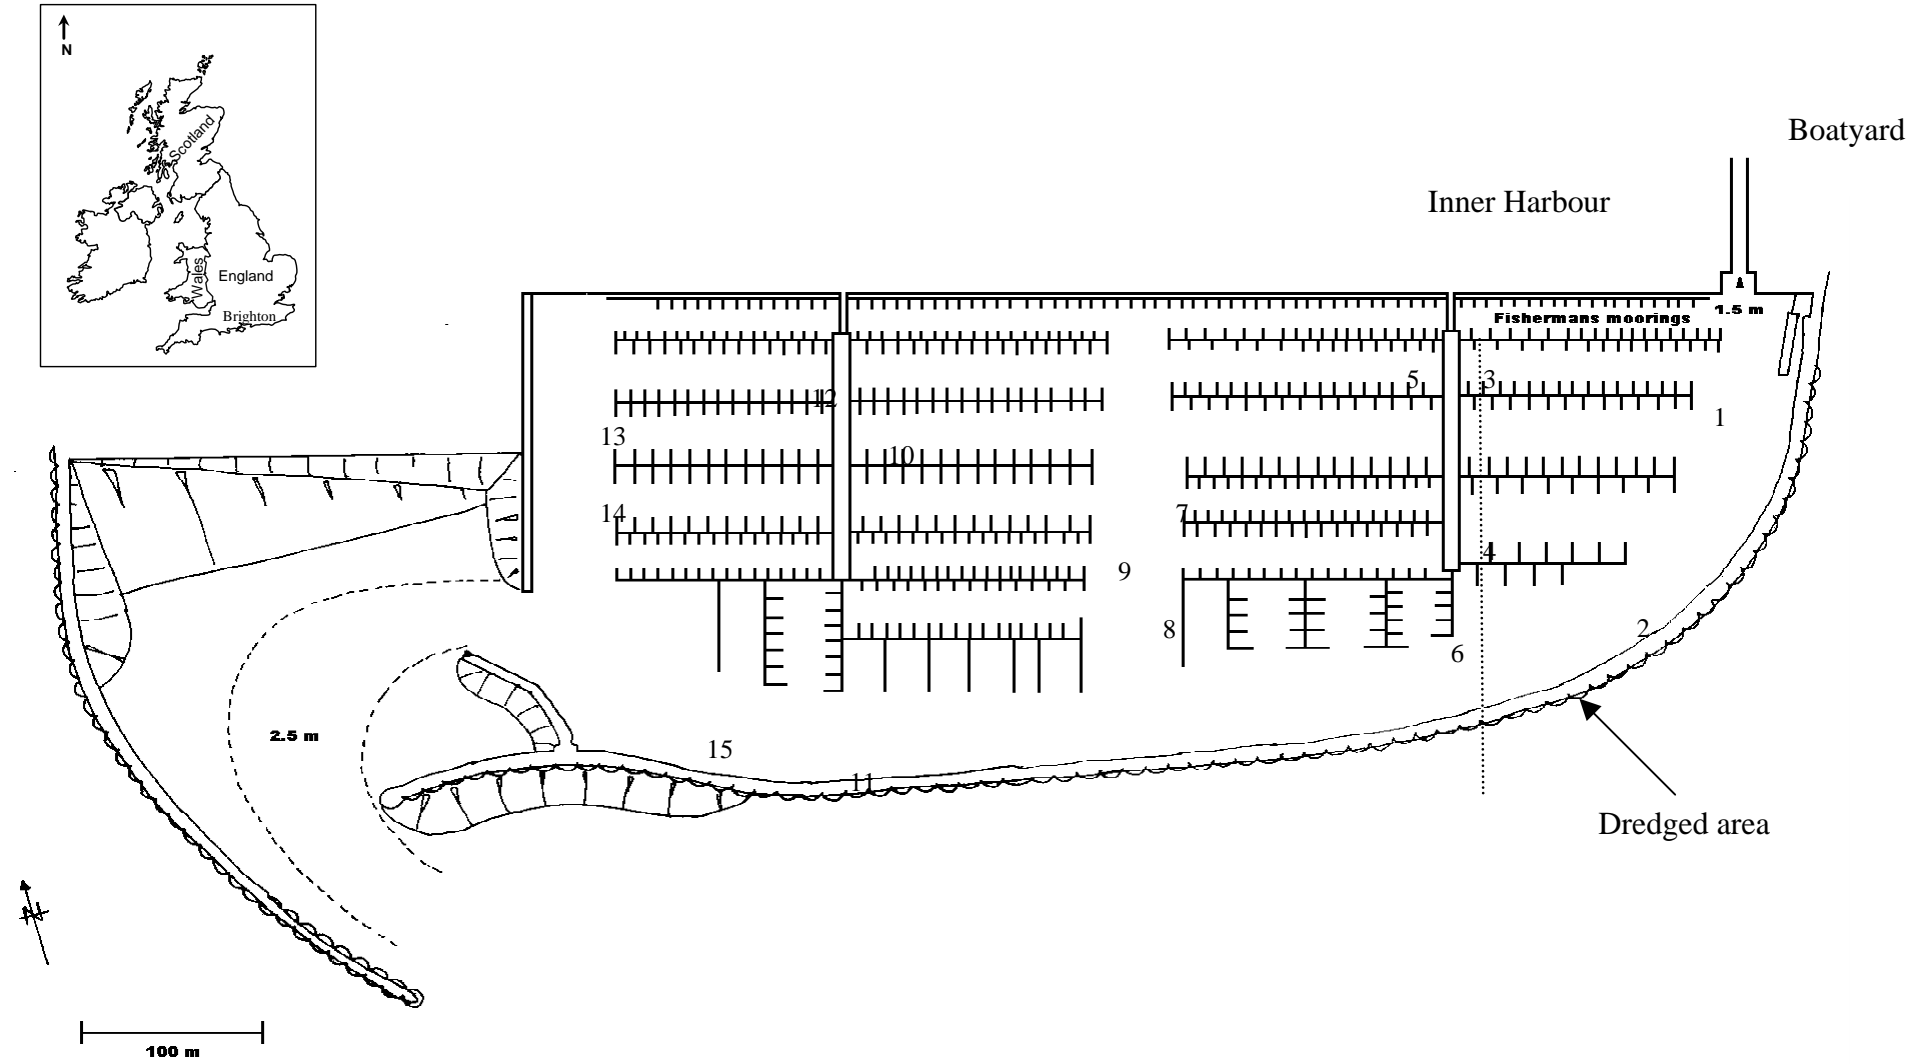 N
Scotland
Wales
England
Brighton
Boatyard
Inner Harbour
1.5 m
Fishermans moorings
5
3
12
1
13
10
14
7
4
9
8
2
6
2.5 m
15
11
Dredged area
N
100 m